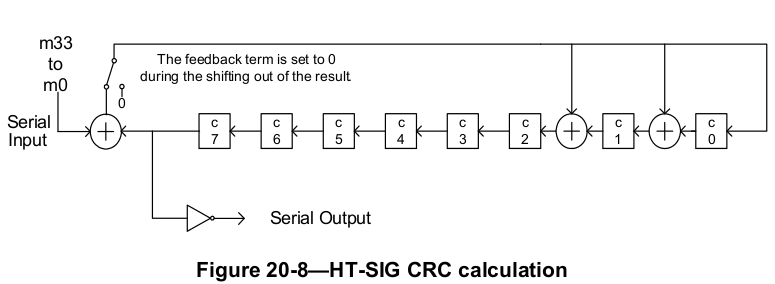 m33
to
m0
The feedback term is set to 0
during the shifting out of the result.
0
Serial
Input
+
c
7
c
6
c
5
c
4
c
3
c
2
+
c
1
+
c
0
Serial Output
Figure 20-8—HT-SIG CRC calculation